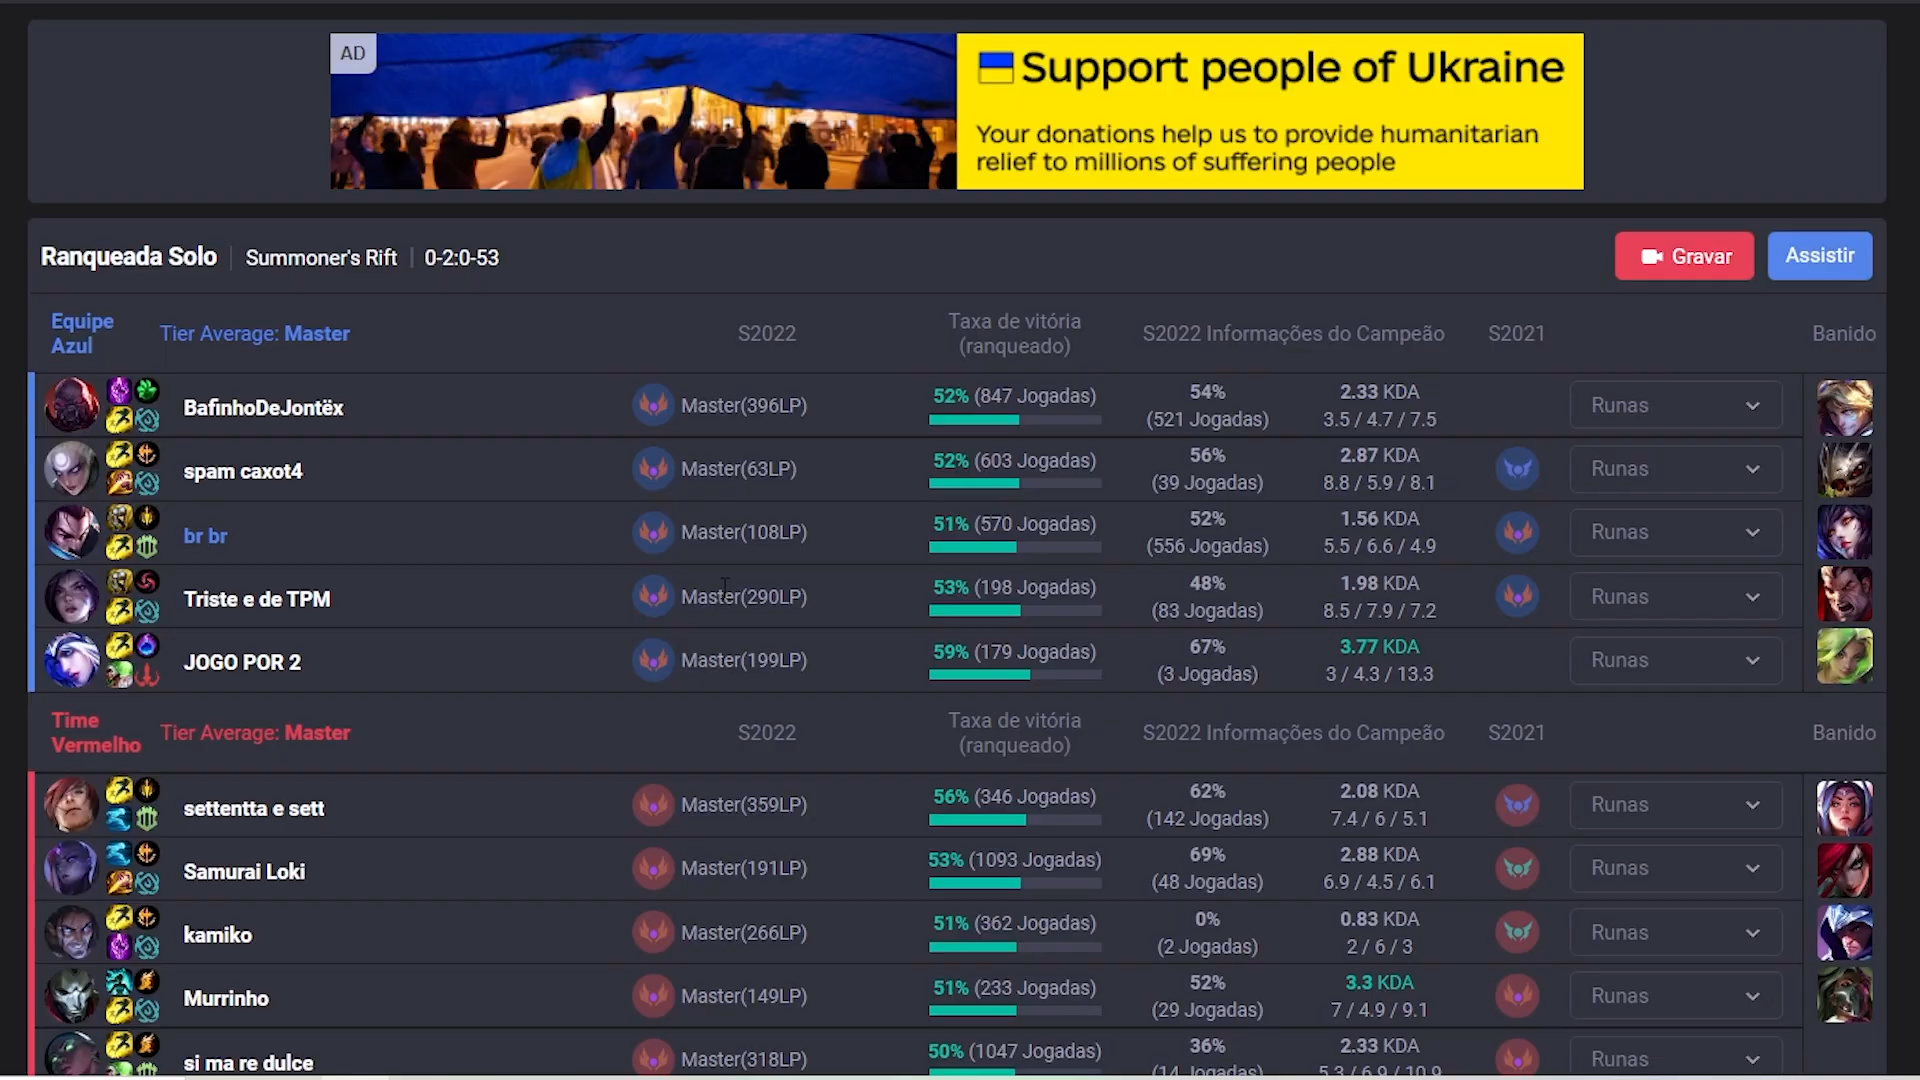 AD
Support people of Ukraine
Your donations help us to provide humanitarian
relief to millions of suffering people
Ranqueada Solo
Summoner's Rift
0-2:0-53
Gravar
Assistir
Equipe
Azul
Tier Average: Master
S2022
Taxa de vitória
(ranqueado)
S2022 Informações do Campeão
S2021
Banido
BafinhoDeJontëx
Master(396LP)
52% (847 Jogadas)
54%
(521 Jogadas)
2.33 KDA
3.5 / 4.7 / 7.5
Runas
spam caxot4
Master(63LP)
52% (603 Jogadas)
56%
(39 Jogadas)
2.87 KDA
8.8 / 5.9 / 8.1
Runas
br br
Master(108LP)
51% (570 Jogadas)
52%
(556 Jogadas)
1.56 KDA
5.5 / 6.6 / 4.9
Runas
Triste e de TPM
Master(290LP)
53% (198 Jogadas)
48%
(83 Jogadas)
1.98 KDA
8.5 / 7.9 / 7.2
Runas
JOGO POR 2
Master(199LP)
59% (179 Jogadas)
67%
(3 Jogadas)
3.77 KDA
3 / 4.3 / 13.3
Runas
Time
Vermelho
Tier Average: Master
S2022
Taxa de vitória
(ranqueado)
S2022 Informações do Campeão
S2021
Banido
settentta e sett
Master(359LP)
56% (346 Jogadas)
62%
(142 Jogadas)
2.08 KDA
7.4 / 6 / 5.1
Runas
Samurai Loki
Master(191LP)
53% (1093 Jogadas)
69%
(48 Jogadas)
2.88 KDA
6.9 / 4.5 / 6.1
Runas
kamiko
Master(266LP)
51% (362 Jogadas)
0%
(2 Jogadas)
0.83 KDA
2 / 6 / 3
Runas
Murrinho
Master(149LP)
51% (233 Jogadas)
52%
(29 Jogadas)
3.3 KDA
7 / 4.9 / 9.1
Runas
si ma re dulce
Master(318LP)
50% (1047 Jogadas)
36%
(14 Jogadas)
2.33 KDA
5.3 / 6.9 / 10.9
Runas